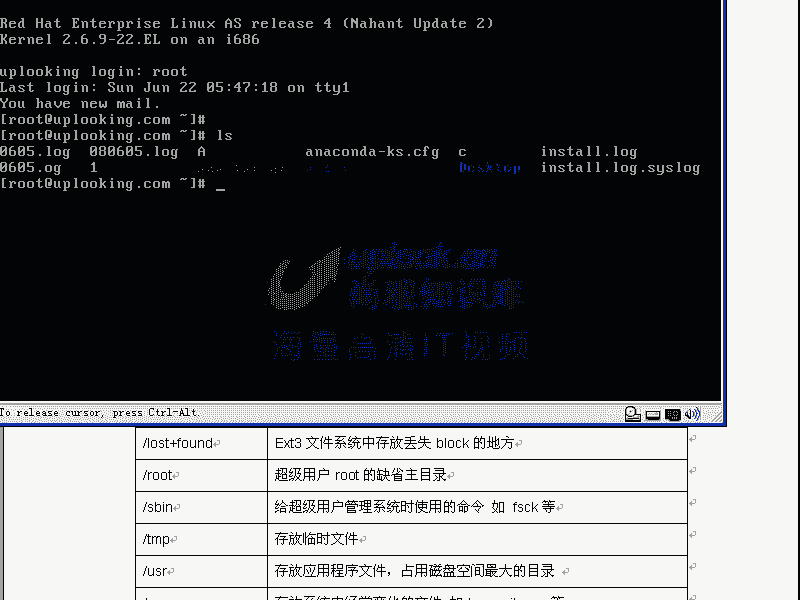 Red Hat Enterprise Linux AS release 4 (Nahant Update 2)
Kernel 2.6.9-22.EL on an i686
uplooking login: root
Last login: Sun Jun 22 05:47:18 on tty1
You have new mail.
[root@uplooking.com ~]#
[root@uplooking.com ~]# ls
0605.log 080605.log A anaconda-ks.cfg c install.log
0605.og 1 Desktop install.log.syslog
[root@uplooking.com ~]# _
uplook.cn
尚观知识库
海量高清IT视频
To release cursor, press Ctrl-Alt.
/lost+found Ext3 文件系统中存放丢失 block 的地方
/root 超级用户 root 的缺省主目录
/sbin 给超级用户管理系统时使用的命令 如 fsck 等
/tmp 存放临时文件
/usr 存放应用程序文件，占用磁盘空间最大的目录